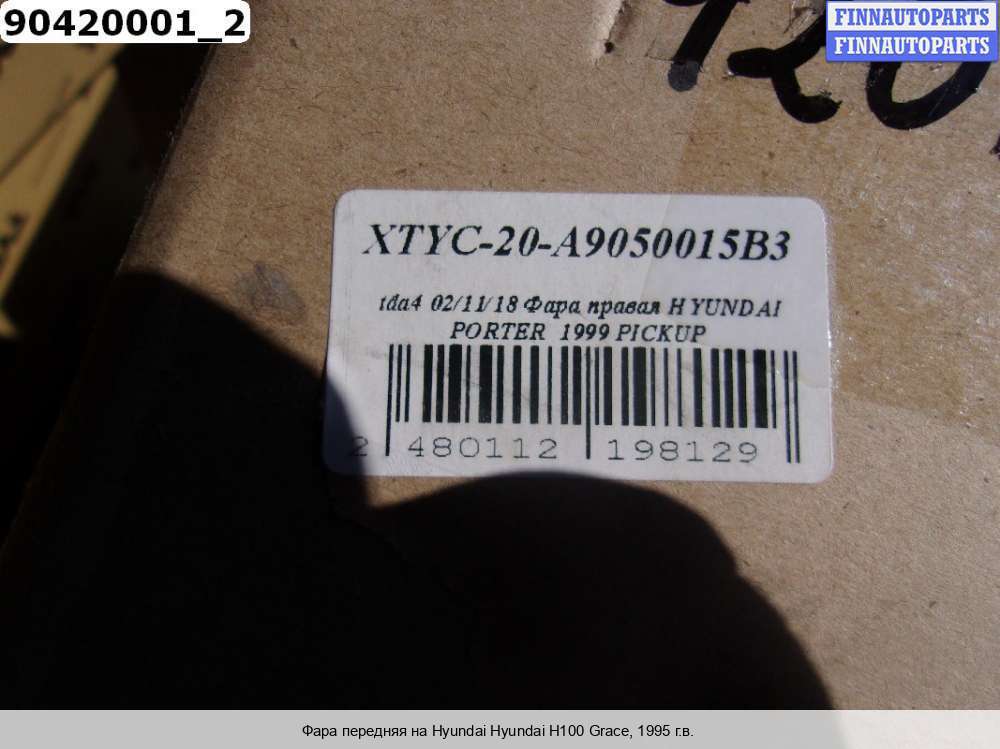 90420001_2
FINNAUTOPARTS
FINNAUTOPARTS
XTYC-20-A9050015B3
tda4 02/11/18 Фара правая HYUNDAI
PORTER 1999 PICKUP
2 480112 198129
Фара передняя на Hyundai Hyundai H100 Grace, 1995 г.в.